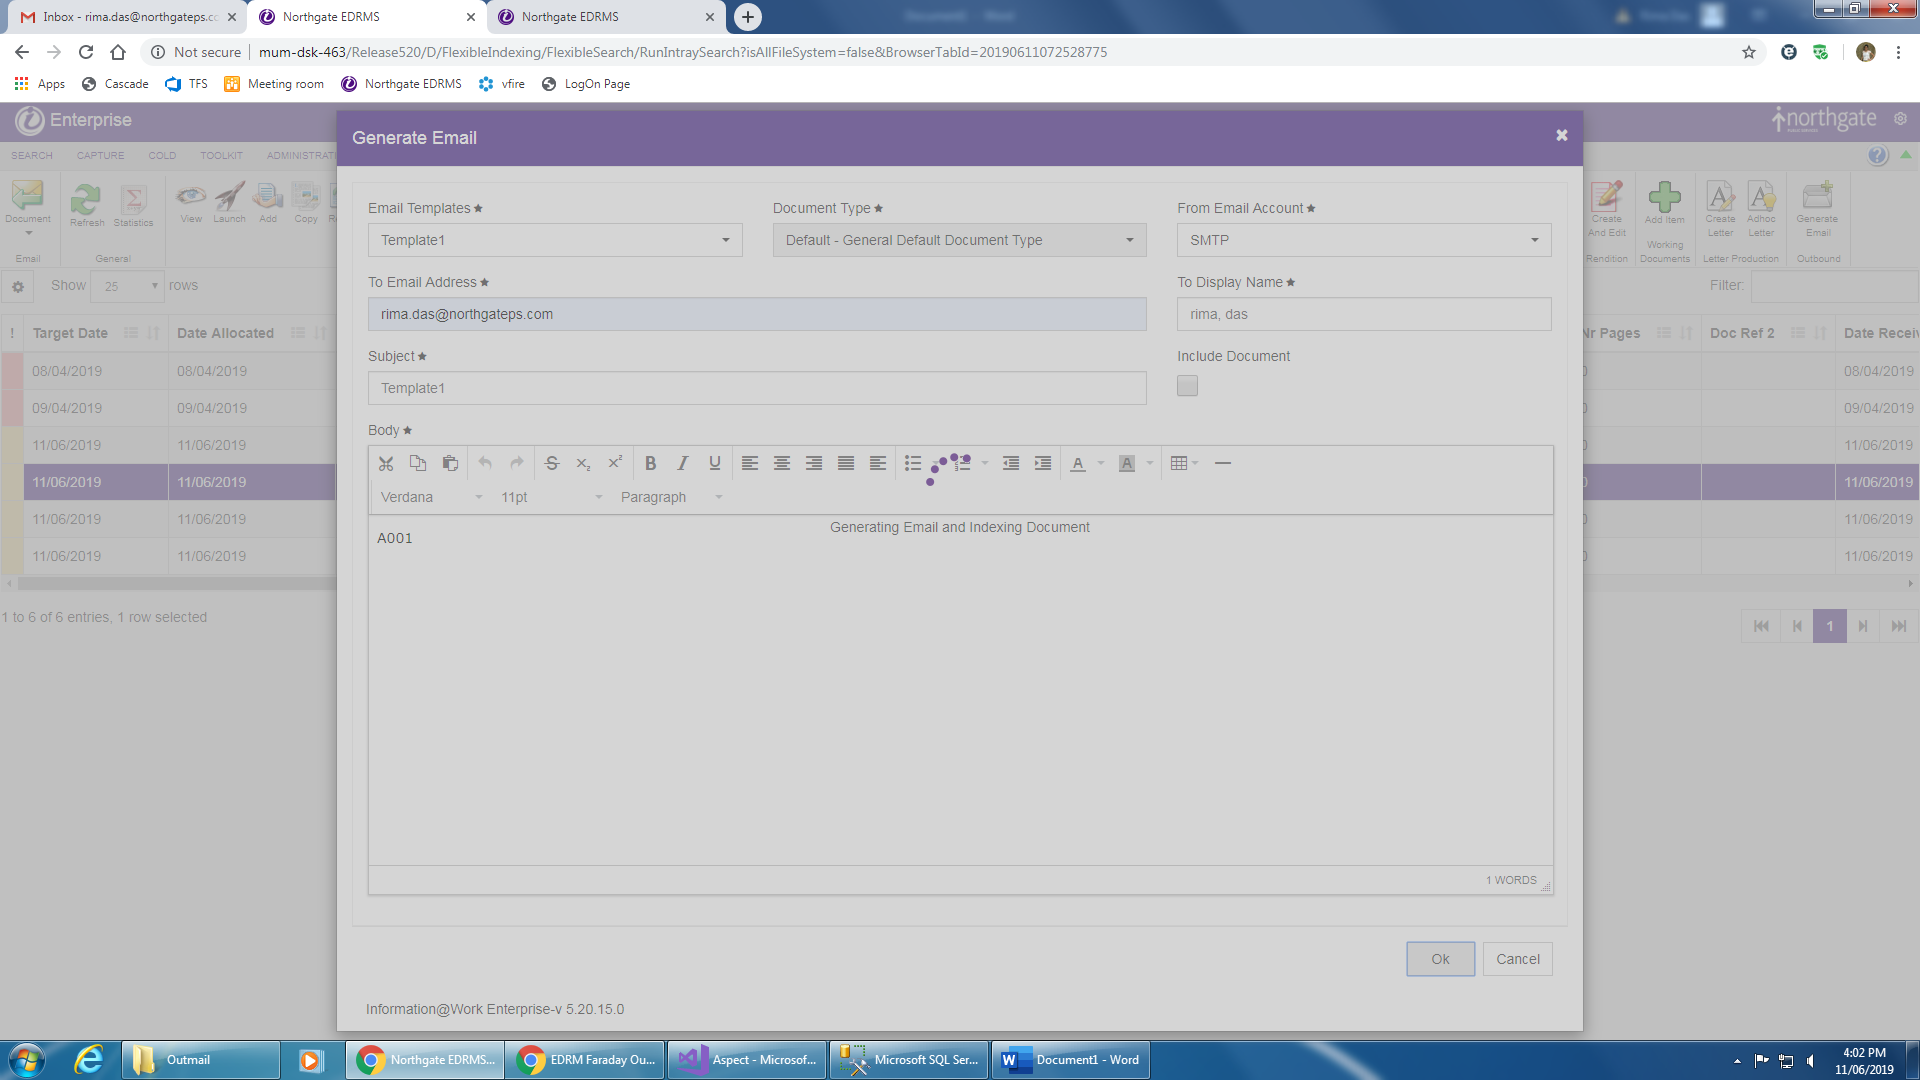 Inbox - rima.das@northgateps.co
Northgate EDRMS
Northgate EDRMS
Not secure
mum-dsk-463/Release520/D/FlexibleIndexing/FlexibleSearch/RunIntraySearch?isAllFileSystem=false&BrowserTabId=20190611072528775
Apps
Cascade
TFS
Meeting room
Northgate EDRMS
vfire
LogOn Page
Enterprise
northgate
SEARCH
CAPTURE
COLD
TOOLKIT
ADMINISTRATI
Document
Email
Refresh
Statistics
General
View
Launch
Add
Copy
Create And Edit
Rendition
Add Item
Working Documents
Create Letter
Adhoc Letter
Letter Production
Generate Email
Outbound
Show 25 rows
Filter:
! Target Date Date Allocated Nr Pages Doc Ref 2 Date Receiv
08/04/2019 08/04/2019 0 08/04/2019
09/04/2019 09/04/2019 0 09/04/2019
11/06/2019 11/06/2019 0 11/06/2019
11/06/2019 11/06/2019 0 11/06/2019
11/06/2019 11/06/2019 0 11/06/2019
11/06/2019 11/06/2019 0 11/06/2019
1 to 6 of 6 entries, 1 row selected
1
Generate Email
Email Templates
Template1
Document Type
Default - General Default Document Type
From Email Account
SMTP
To Email Address
rima.das@northgateps.com
To Display Name
rima, das
Subject
Template1
Include Document
Body
Verdana
11pt
Paragraph
Generating Email and Indexing Document
A001
1 WORDS
Ok
Cancel
Information@Work Enterprise-v 5.20.15.0
Outmail
Northgate EDRMS...
EDRM Faraday Ou...
Aspect - Microsof...
Microsoft SQL Ser...
Document1 - Word
4:02 PM
11/06/2019